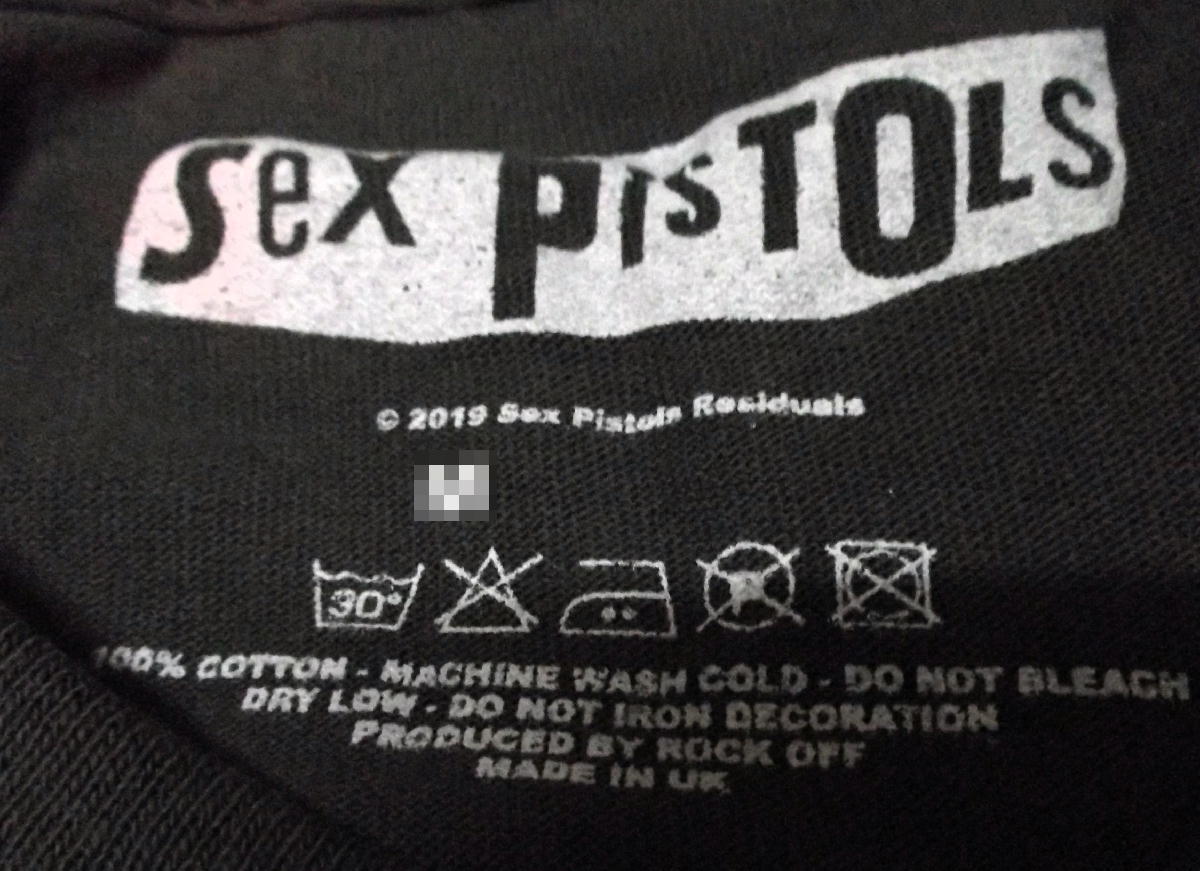 Sex PisTOLs
© 2019 Sex Pistols Residuals
30°
100% COTTON - MACHINE WASH COLD - DO NOT BLEACH
DRY LOW - DO NOT IRON DECORATION
PRODUCED BY ROCK OFF
MADE IN UK